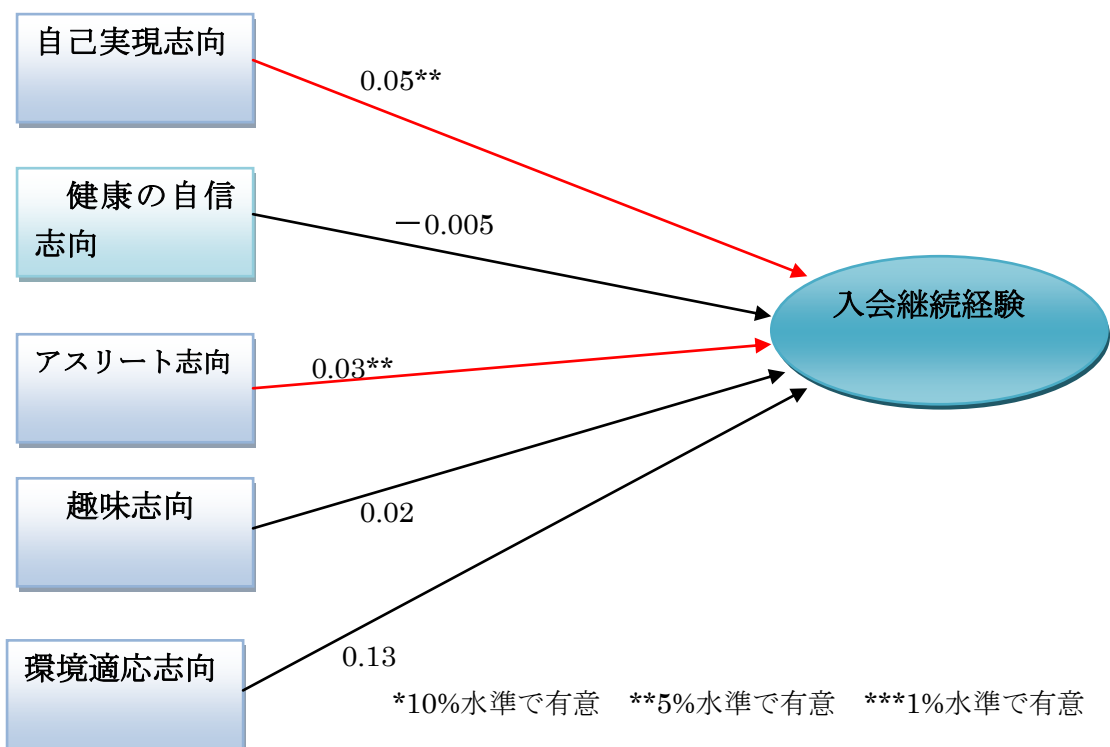 自己実現志向
0.05**
健康の自信
志向
－0.005
入会継続経験
アスリート志向
0.03**
趣味志向
0.02
環境適応志向
0.13
*10%水準で有意　**5%水準で有意　***1%水準で有意